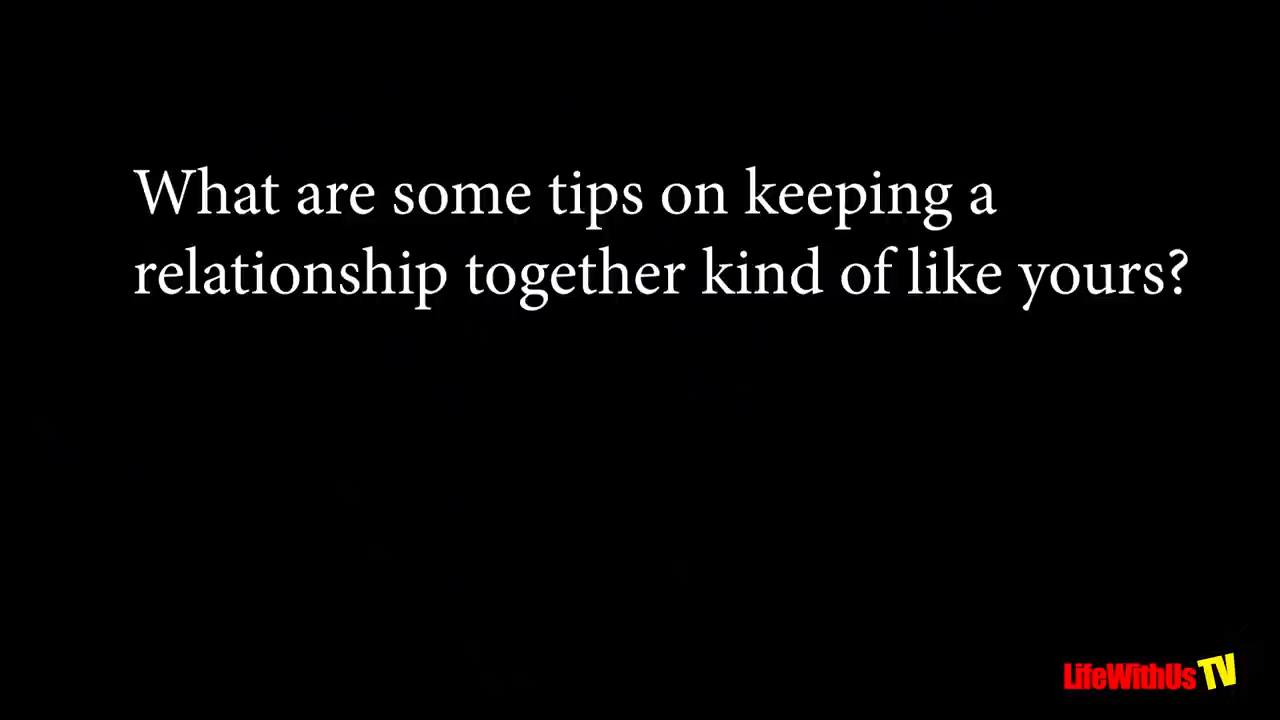 What are some tips on keeping a
relationship together kind of like yours?
LifeWithUsTV